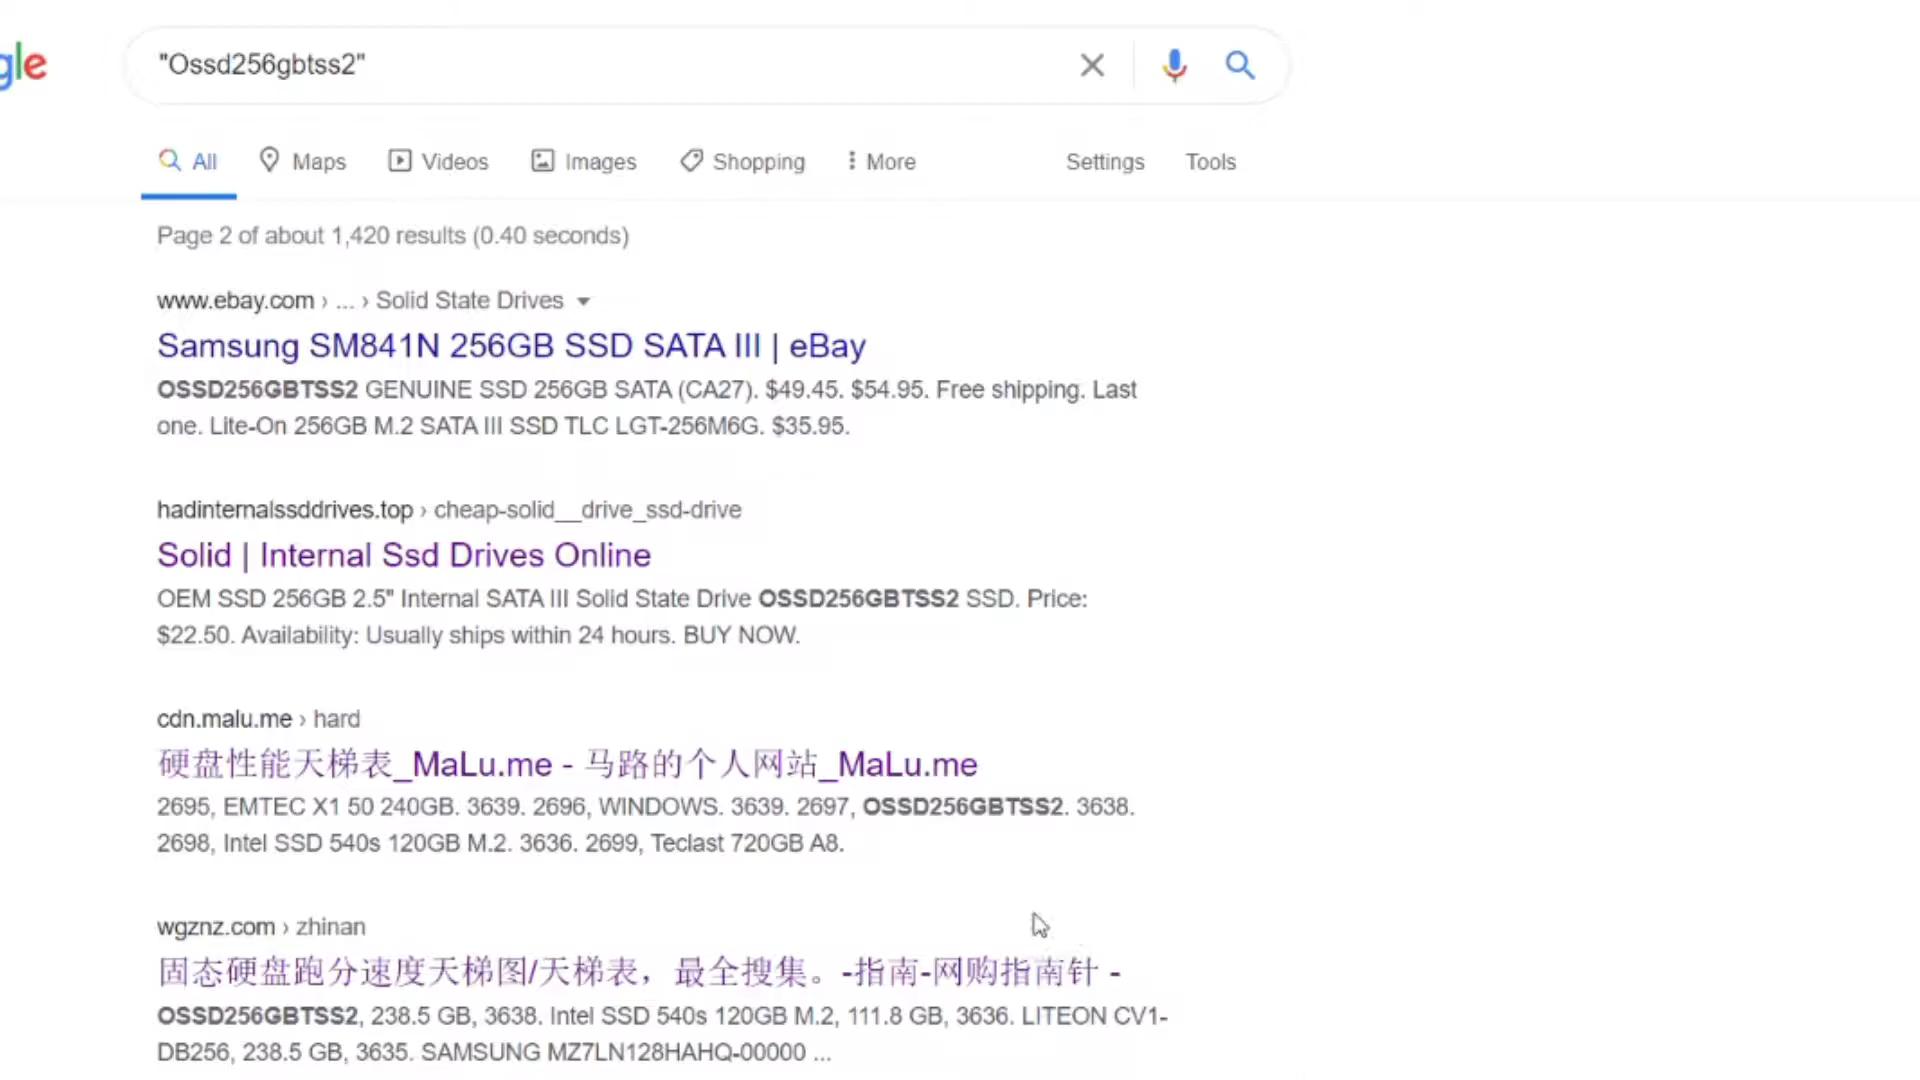 gle
"Ossd256gbtss2"
All Maps Videos Images Shopping More Settings Tools
Page 2 of about 1,420 results (0.40 seconds)
www.ebay.com › ... › Solid State Drives
Samsung SM841N 256GB SSD SATA III | eBay
OSSD256GBTSS2 GENUINE SSD 256GB SATA (CA27). $49.45. $54.95. Free shipping. Last
one. Lite-On 256GB M.2 SATA III SSD TLC LGT-256M6G. $35.95.
hadinternalssddrives.top › cheap-solid__drive_ssd-drive
Solid | Internal Ssd Drives Online
OEM SSD 256GB 2.5" Internal SATA III Solid State Drive OSSD256GBTSS2 SSD. Price:
$22.50. Availability: Usually ships within 24 hours. BUY NOW.
cdn.malu.me › hard
硬盘性能天梯表_MaLu.me - 马路的个人网站_MaLu.me
2695, EMTEC X1 50 240GB. 3639. 2696, WINDOWS. 3639. 2697, OSSD256GBTSS2. 3638.
2698, Intel SSD 540s 120GB M.2. 3636. 2699, Teclast 720GB A8.
wgznz.com › zhinan
固态硬盘跑分速度天梯图/天梯表，最全搜集。-指南-网购指南针 -
OSSD256GBTSS2, 238.5 GB, 3638. Intel SSD 540s 120GB M.2, 111.8 GB, 3636. LITEON CV1-
DB256, 238.5 GB, 3635. SAMSUNG MZ7LN128HAHQ-00000 ...